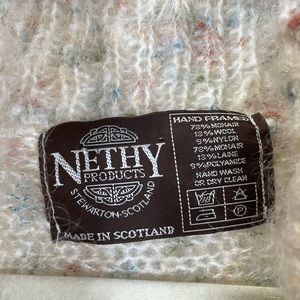 NETHY
PRODUCTS
STEWARTON-SCOTLAND
MADE IN SCOTLAND
HAND FRAMED
78% MOHAIR
13% WOOL
9% NYLON
78% MOHAIR
13% LAINE
9% POLYAMIDE
HAND WASH
OR DRY CLEAN